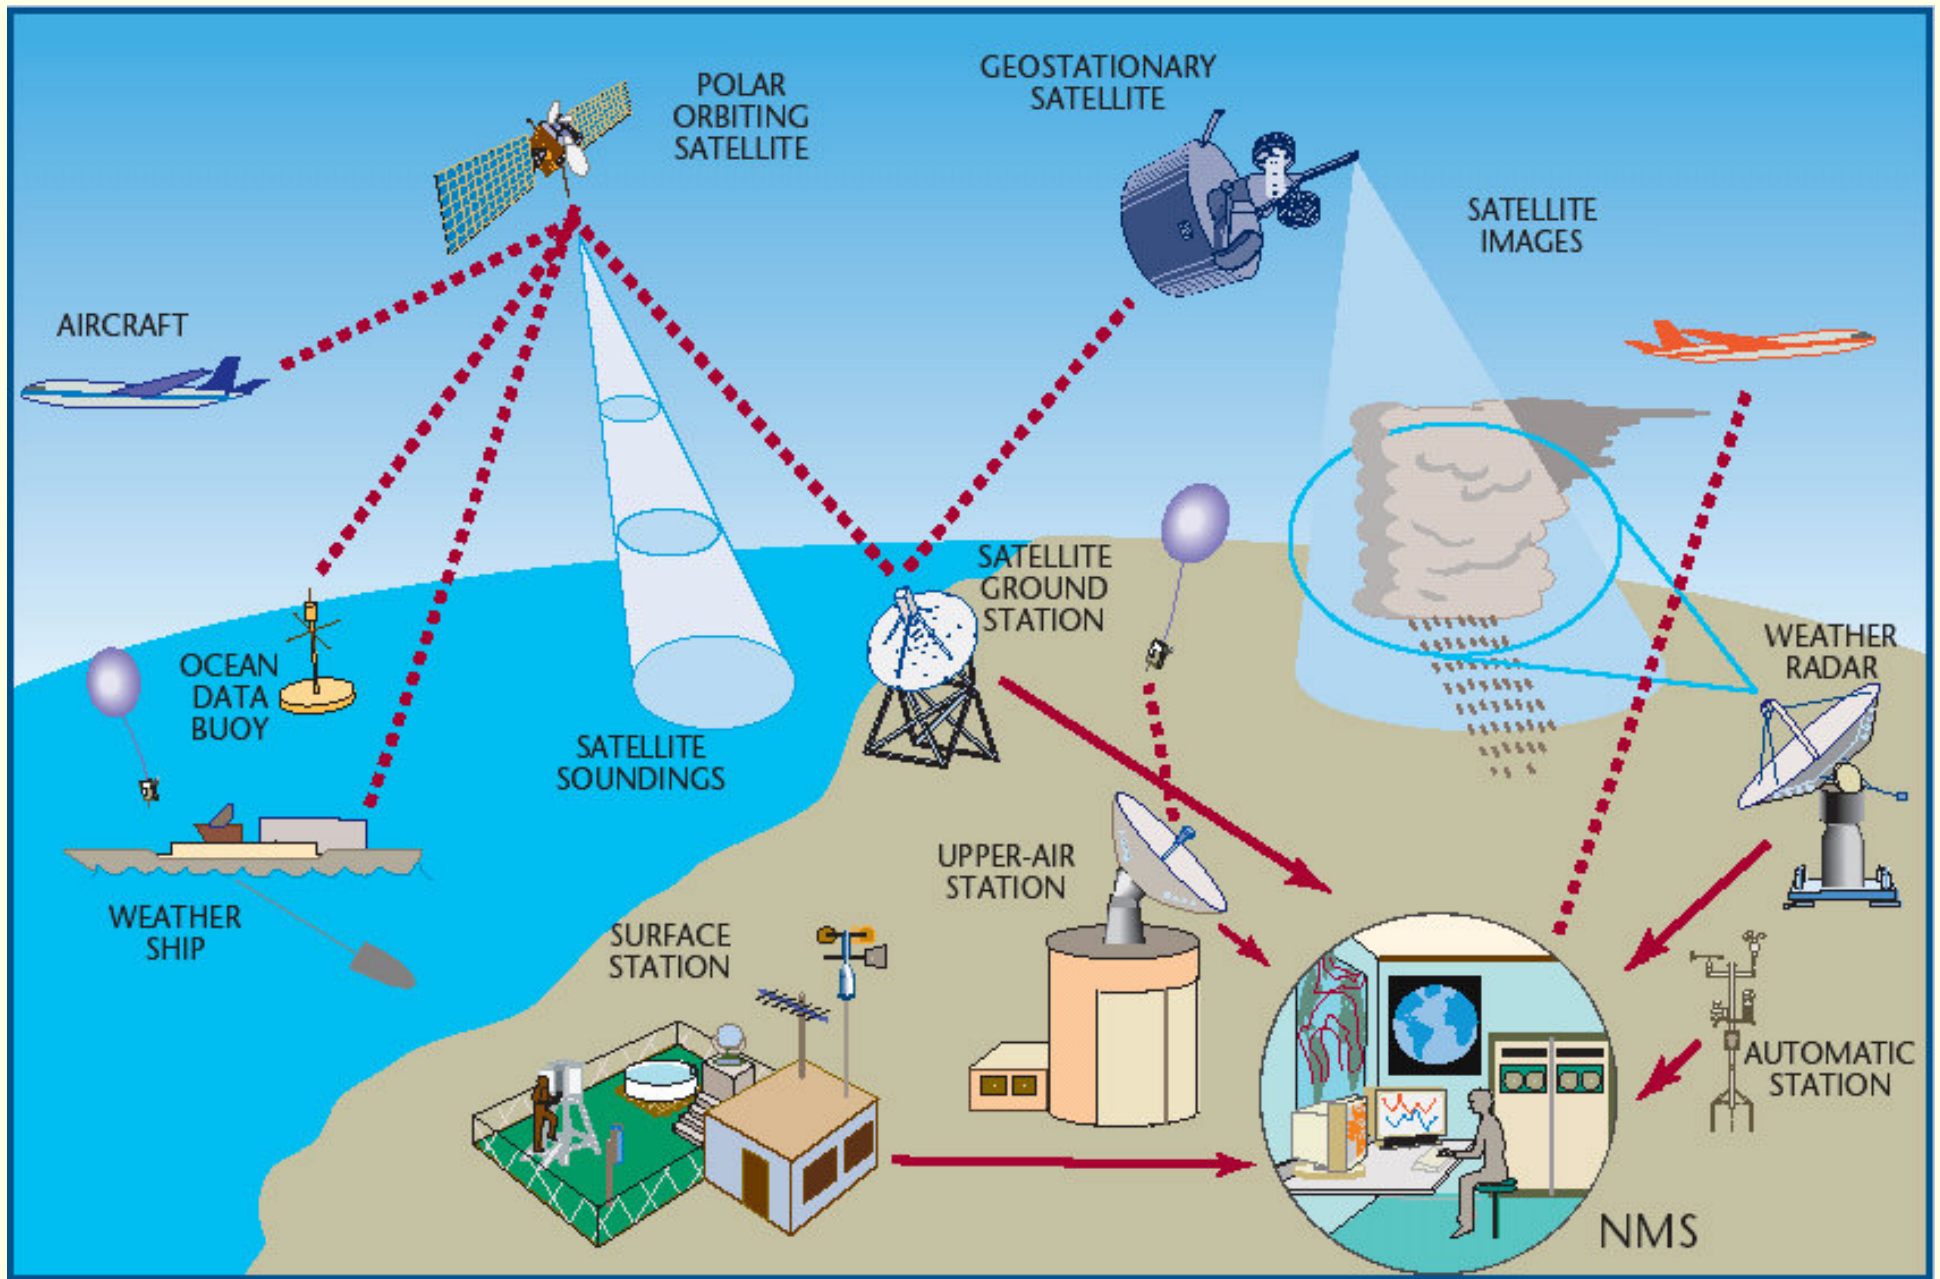 POLAR
ORBITING
SATELLITE
GEOSTATIONARY
SATELLITE
SATELLITE
IMAGES
AIRCRAFT
SATELLITE
GROUND
STATION
WEATHER
RADAR
OCEAN
DATA
BUOY
SATELLITE
SOUNDINGS
UPPER-AIR
STATION
WEATHER
SHIP
SURFACE
STATION
AUTOMATIC
STATION
NMS